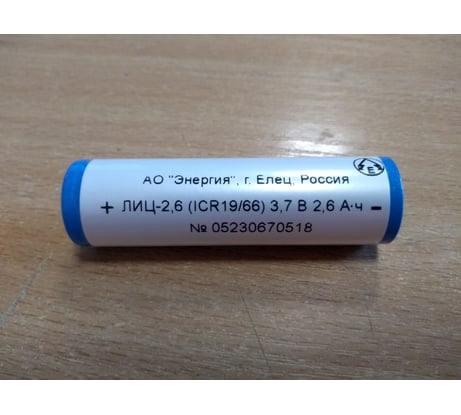 Е
АО "Энергия", г. Елец, Россия
+ ЛИЦ-2,6 (ICR19/66) 3,7 В 2,6 А·ч -
№ 05230670518